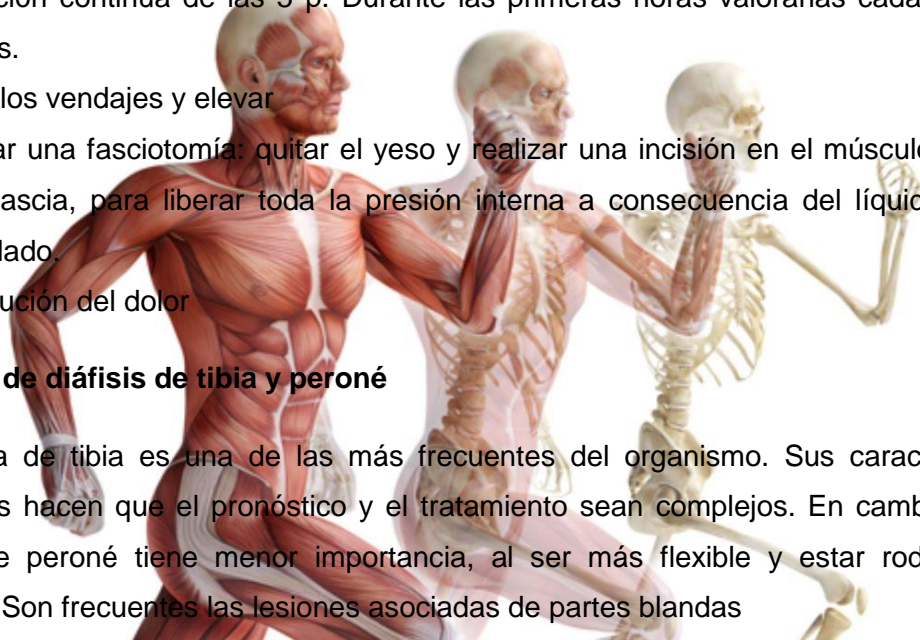 ción continua de las 5 p. Durante las primeras horas valorarlas cada
s.
los vendajes y elevar
ar una fasciotomía: quitar el yeso y realizar una incisión en el múscul
ascia, para liberar toda la presión interna a consecuencia del líqui
lado.
ución del dolor
de diáfisis de tibia y peroné
a de tibia es una de las más frecuentes del organismo. Sus carac
s hacen que el pronóstico y el tratamiento sean complejos. En camb
e peroné tiene menor importancia, al ser más flexible y estar rod
Son frecuentes las lesiones asociadas de partes blandas